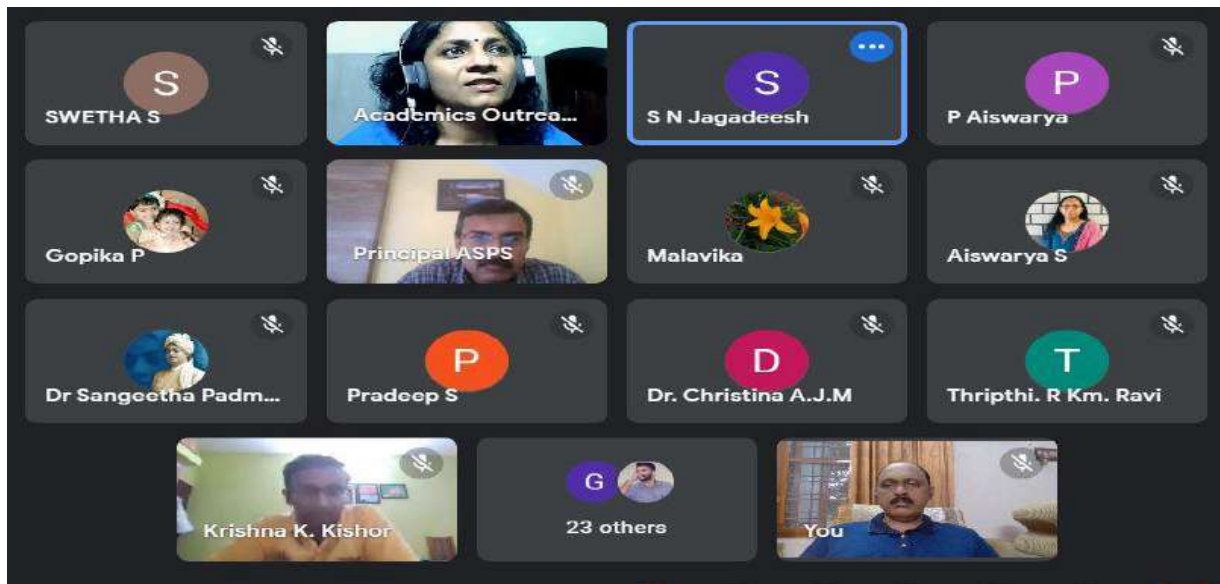 S
SWETHA S
Academics Outrea...
S
S N Jagadeesh
P
P Aiswarya
Gopika P
Principal ASPS
Malavika
Aiswarya S
Dr Sangeetha Padm...
P
Pradeep S
D
Dr. Christina A.J.M
T
Thripthi. R Km. Ravi
Krishna K. Kishor
G
23 others
You